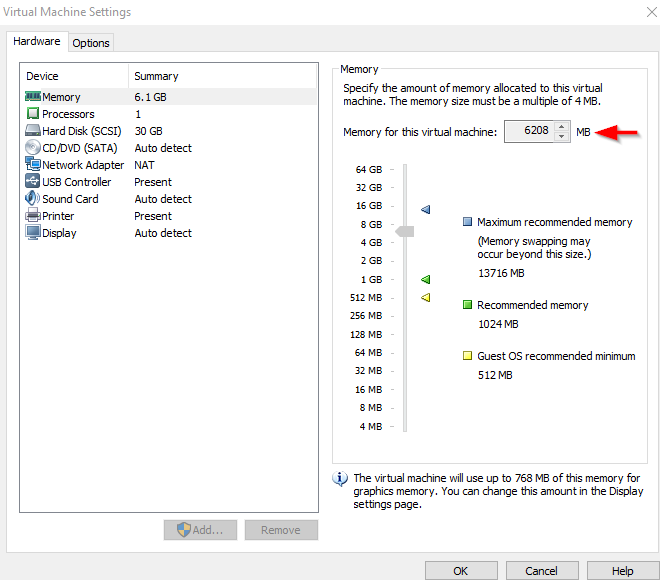 Virtual Machine Settings
Hardware
Options
Device Summary
Memory 6.1 GB
Processors 1
Hard Disk (SCSI) 30 GB
CD/DVD (SATA) Auto detect
Network Adapter NAT
USB Controller Present
Sound Card Auto detect
Printer Present
Display Auto detect
Add...
Remove
Memory
Specify the amount of memory allocated to this virtual
machine. The memory size must be a multiple of 4 MB.
Memory for this virtual machine: 6208 MB
64 GB
32 GB
16 GB
8 GB
4 GB
2 GB
1 GB
512 MB
256 MB
128 MB
64 MB
32 MB
16 MB
8 MB
4 MB
Maximum recommended memory
(Memory swapping may
occur beyond this size.)
13716 MB
Recommended memory
1024 MB
Guest OS recommended minimum
512 MB
The virtual machine will use up to 768 MB of this memory for
graphics memory. You can change this amount in the Display
settings page.
OK
Cancel
Help